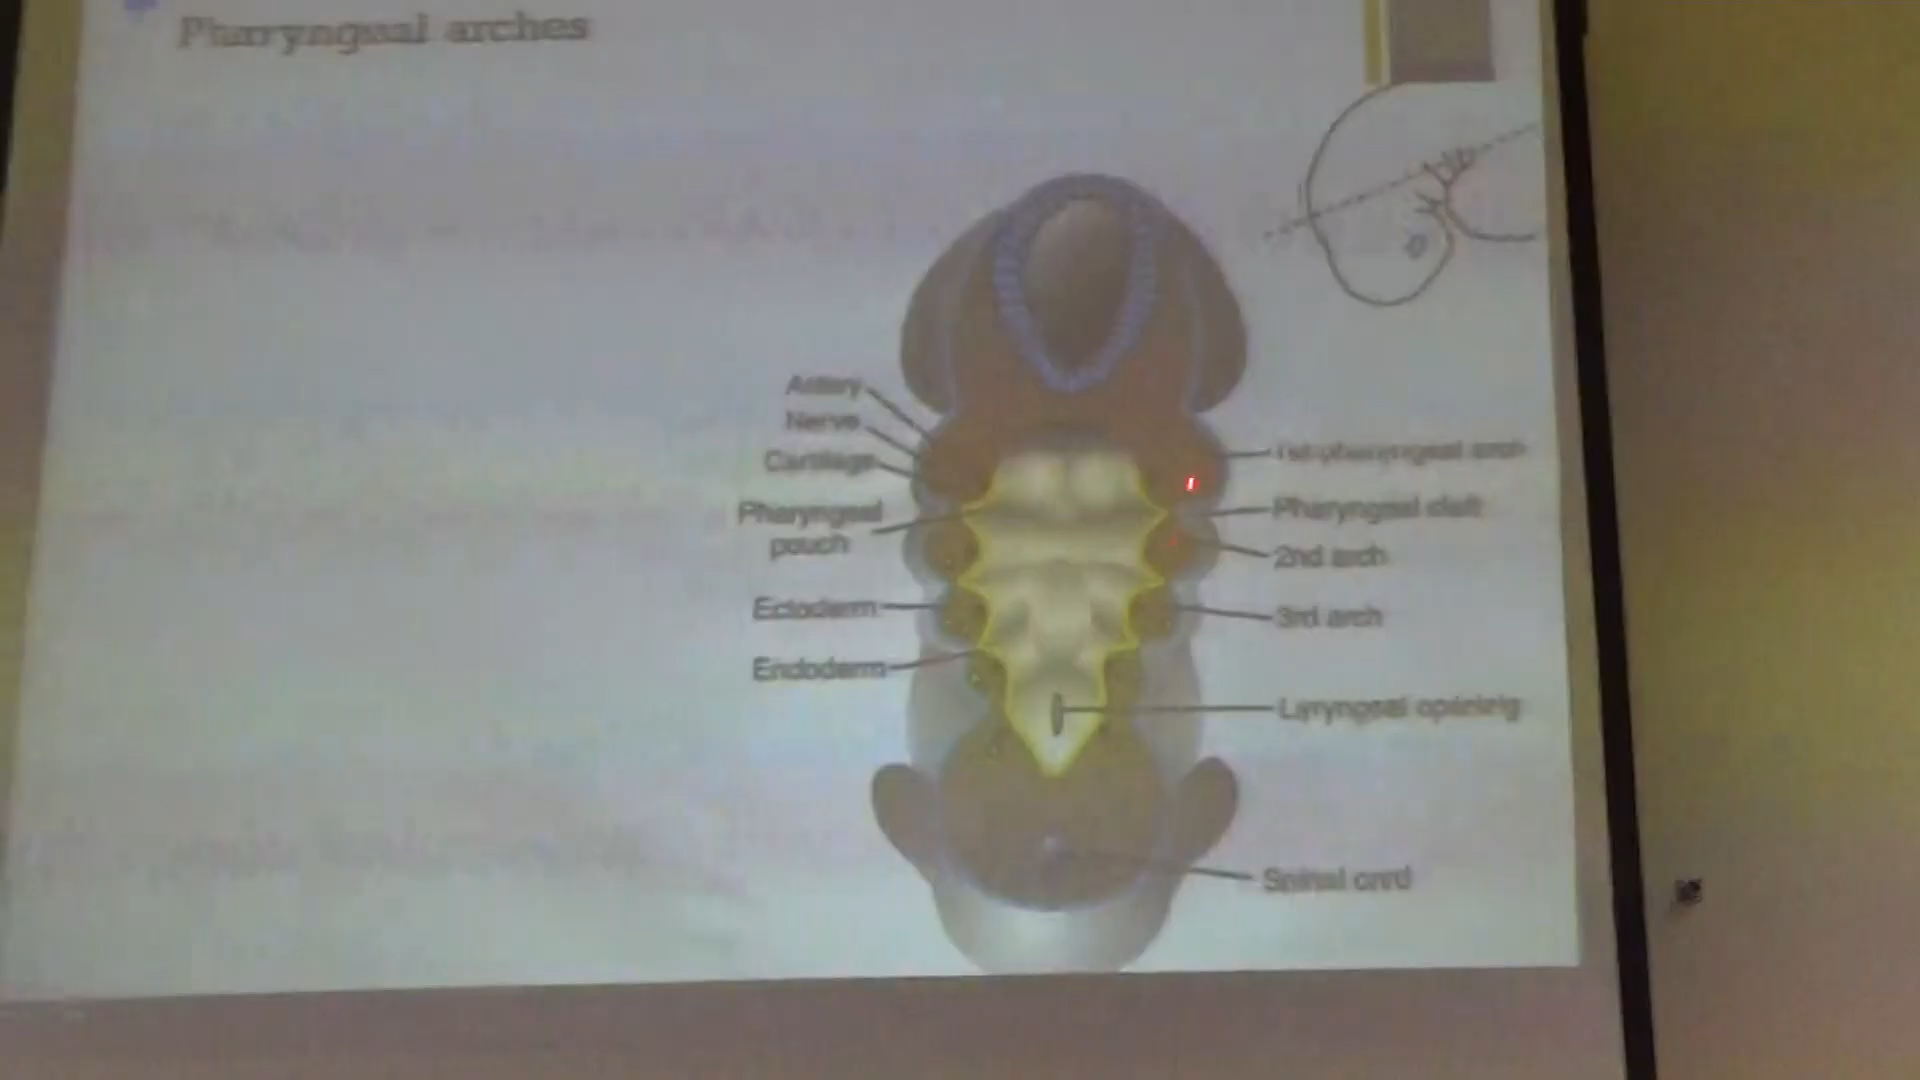 Pharyngeal arches
Artery
Nerve
Cartilage
Pharyngeal
pouch
Ectoderm
Endoderm
1st pharyngeal arch
Pharyngeal cleft
2nd arch
3rd arch
Laryngeal opening
Spinal cord